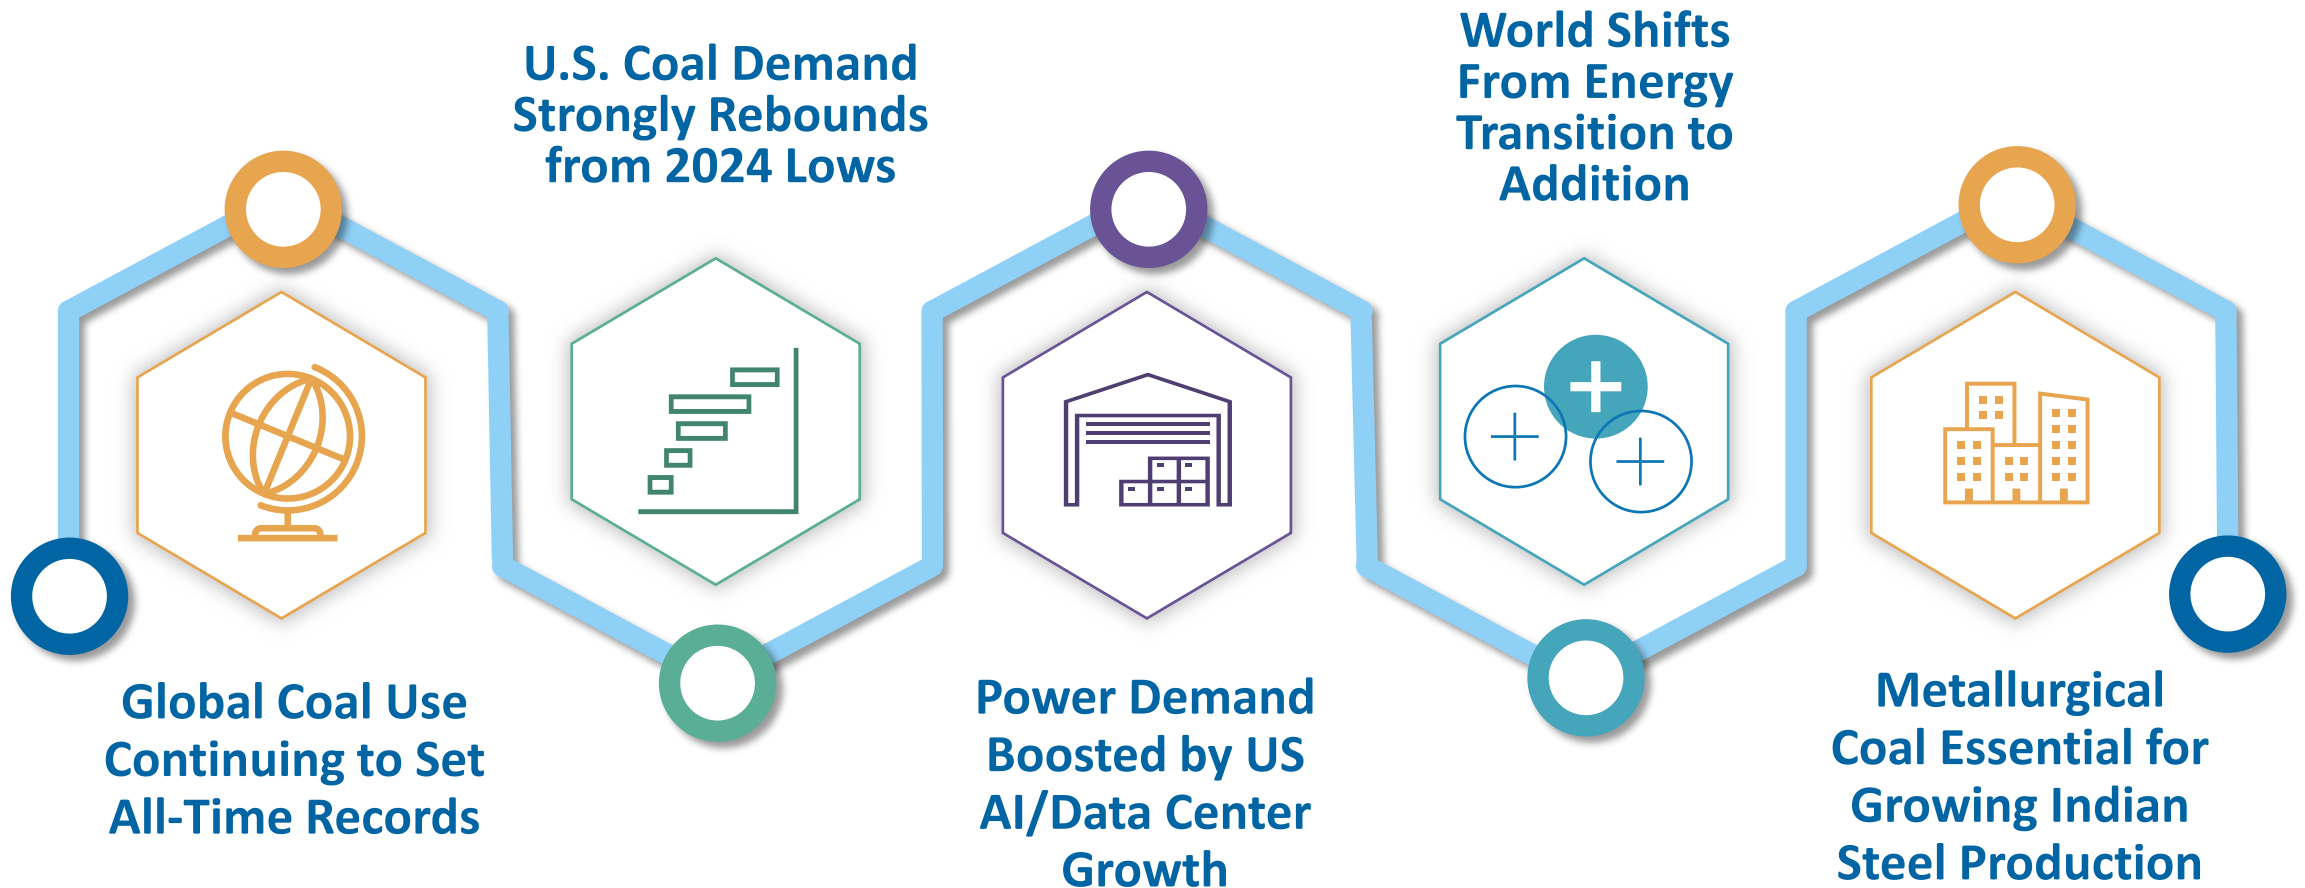 Global Coal Use
Continuing to Set
All-Time Records
U.S. Coal Demand
Strongly Rebounds
from 2024 Lows
Power Demand
Boosted by US
AI/Data Center
Growth
World Shifts
From Energy
Transition to
Addition
Metallurgical
Coal Essential for
Growing Indian
Steel Production